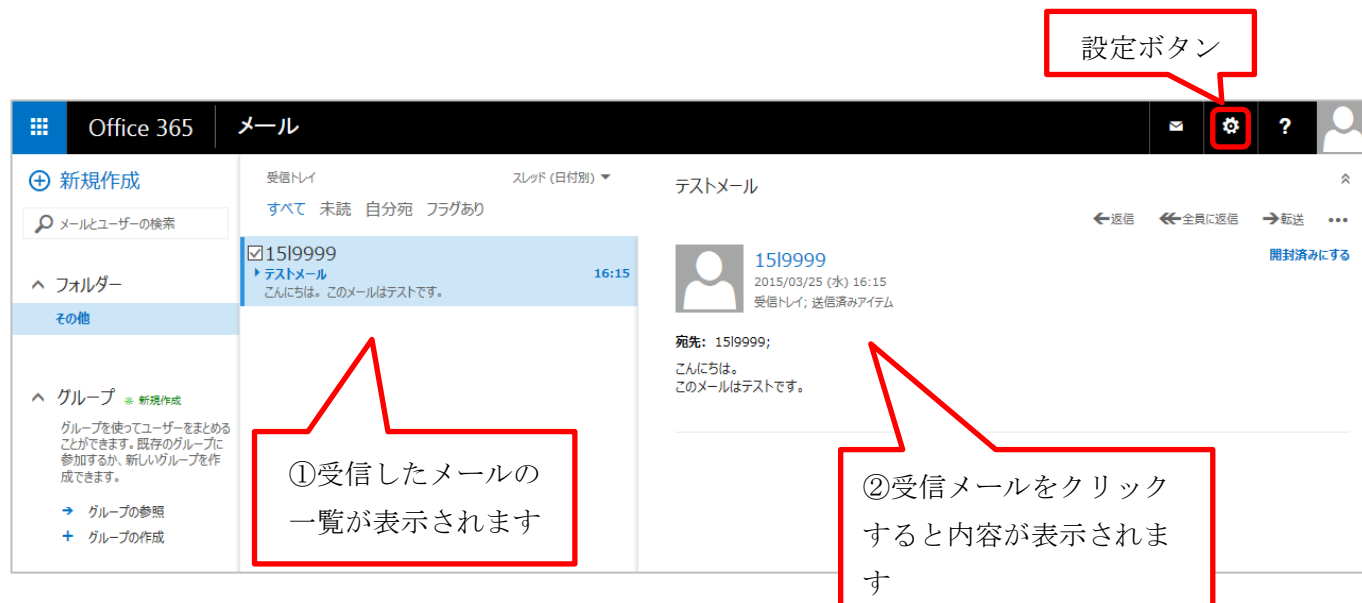 設定ボタン
Office 365
メール
?
新規作成
メールとユーザーの検索
フォルダー
その他
グループ ✳ 新規作成
グループを使ってユーザーをまとめる
ことができます。既存のグループに
参加するか、新しいグループを作
成できます。
→ グループの参照
+ グループの作成
受信トレイ
スレッド (日付別) ▼
すべて 未読 自分宛 フラグあり
15l9999
テストメール 16:15
こんにちは。このメールはテストです。
①受信したメールの
一覧が表示されます
テストメール
返信 全員に返信 転送 •••
15l9999
開封済みにする
2015/03/25 (水) 16:15
受信トレイ; 送信済みアイテム
宛先: 15l9999;
こんにちは。
このメールはテストです。
②受信メールをクリック
すると内容が表示されま
す